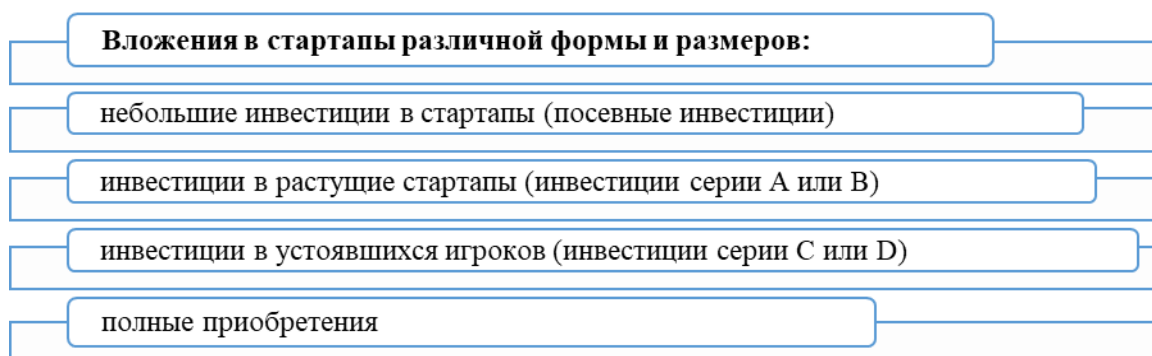 Вложения в стартапы различной формы и размеров:
небольшие инвестиции в стартапы (посевные инвестиции)
инвестиции в растущие стартапы (инвестиции серии A или B)
инвестиции в устоявшихся игроков (инвестиции серии C или D)
полные приобретения